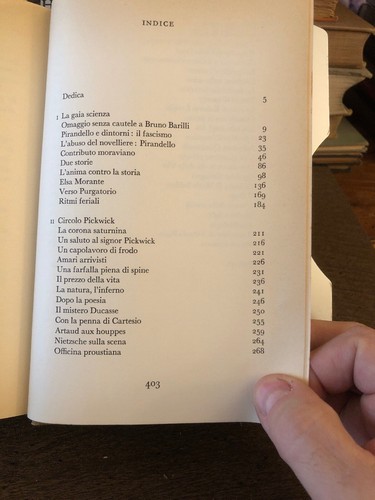 INDICE
Dedica 5
I La gaia scienza
Omaggio senza cautele a Bruno Barilli 9
Pirandello e dintorni : il fascismo 23
L'abuso del novelliere : Pirandello 35
Contributo moraviano 46
Due storie 86
L'anima contro la storia 98
Elsa Morante 136
Verso Purgatorio 169
Ritmi feriali 184
II Circolo Pickwick
La corona saturnina 211
Un saluto al signor Pickwick 216
Un capolavoro di frodo 221
Amari arrivisti 226
Una farfalla piena di spine 231
Il prezzo della vita 236
La natura, l'inferno 241
Dopo la poesia 246
Il mistero Ducasse 250
Con la penna di Cartesio 255
Artaud aux houppes 259
Nietzsche sulla scena 264
Officina proustiana 268
403